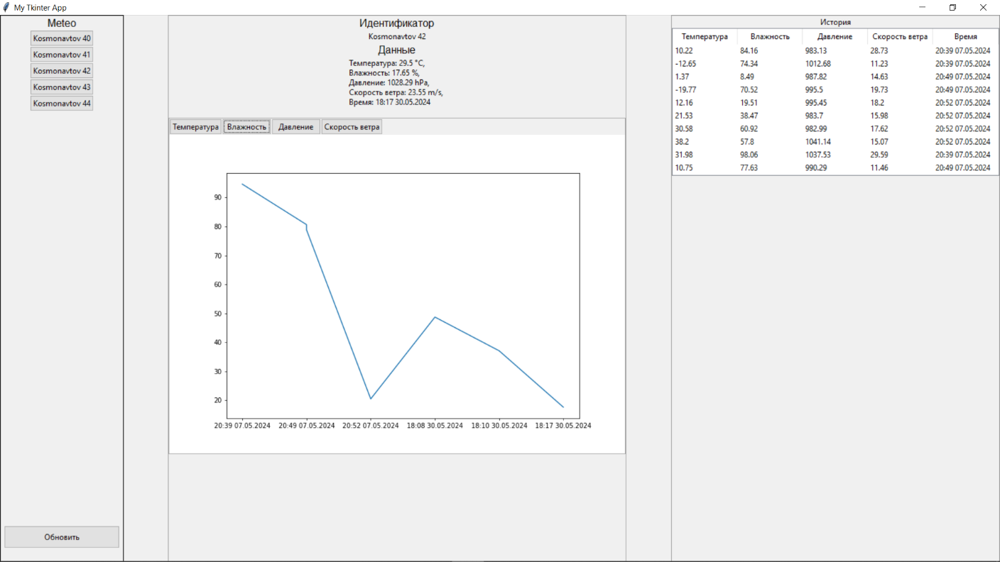 My Tkinter App
Meteo
Kosmonavtov 40
Kosmonavtov 41
Kosmonavtov 42
Kosmonavtov 43
Kosmonavtov 44
Обновить
Идентификатор
Kosmonavtov 42
Данные
Температура: 29.5 °C,
Влажность: 17.65 %,
Давление: 1028.29 hPa,
Скорость ветра: 23.55 m/s,
Время: 18:17 30.05.2024
Температура Влажность Давление Скорость ветра
90
80
70
60
50
40
30
20
20:39 07.05.2024 20:49 07.05.2024 20:52 07.05.2024 18:08 30.05.2024 18:10 30.05.2024 18:17 30.05.2024
История
Температура Влажность Давление Скорость ветра Время
10.22 84.16 983.13 28.73 20:39 07.05.2024
-12.65 74.34 1012.68 11.23 20:39 07.05.2024
1.37 8.49 987.82 14.63 20:49 07.05.2024
-19.77 70.52 995.5 19.73 20:49 07.05.2024
12.16 19.51 995.45 18.2 20:52 07.05.2024
21.53 38.47 983.7 15.98 20:52 07.05.2024
30.58 60.92 982.99 17.62 20:52 07.05.2024
38.2 57.8 1041.14 15.07 20:52 07.05.2024
31.98 98.06 1037.53 29.59 20:39 07.05.2024
10.75 77.63 990.29 11.46 20:49 07.05.2024